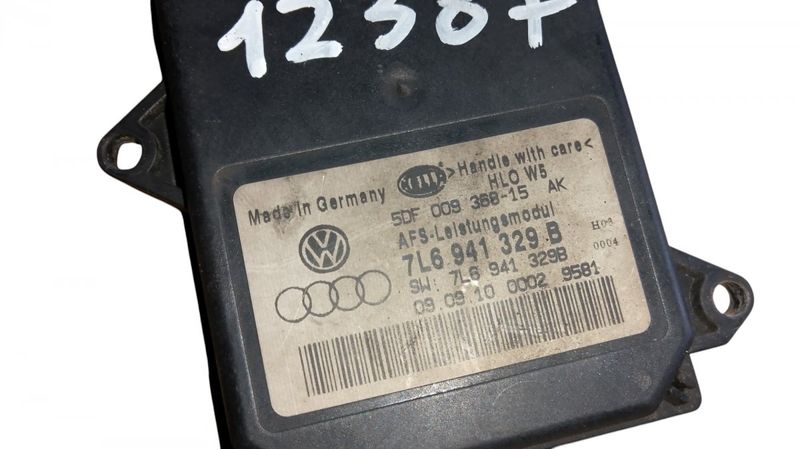 Made in Germany
>Handle with care<
HLO W5
5DF 009 368-15 AK
AFS-Leistungsmodul
7L6 941 329 B
H03
SW: 7L6 941 329B
0004
09.09.10 0002 9581